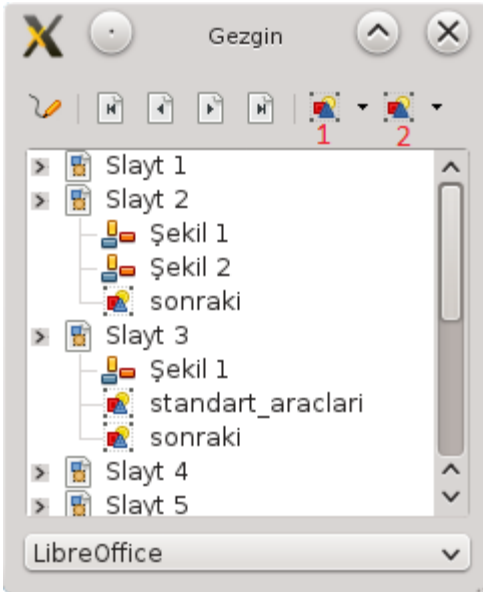 Gezgin
1
2
Slayt 1
Slayt 2
Şekil 1
Şekil 2
sonraki
Slayt 3
Şekil 1
standart_araclari
sonraki
Slayt 4
Slayt 5
LibreOffice